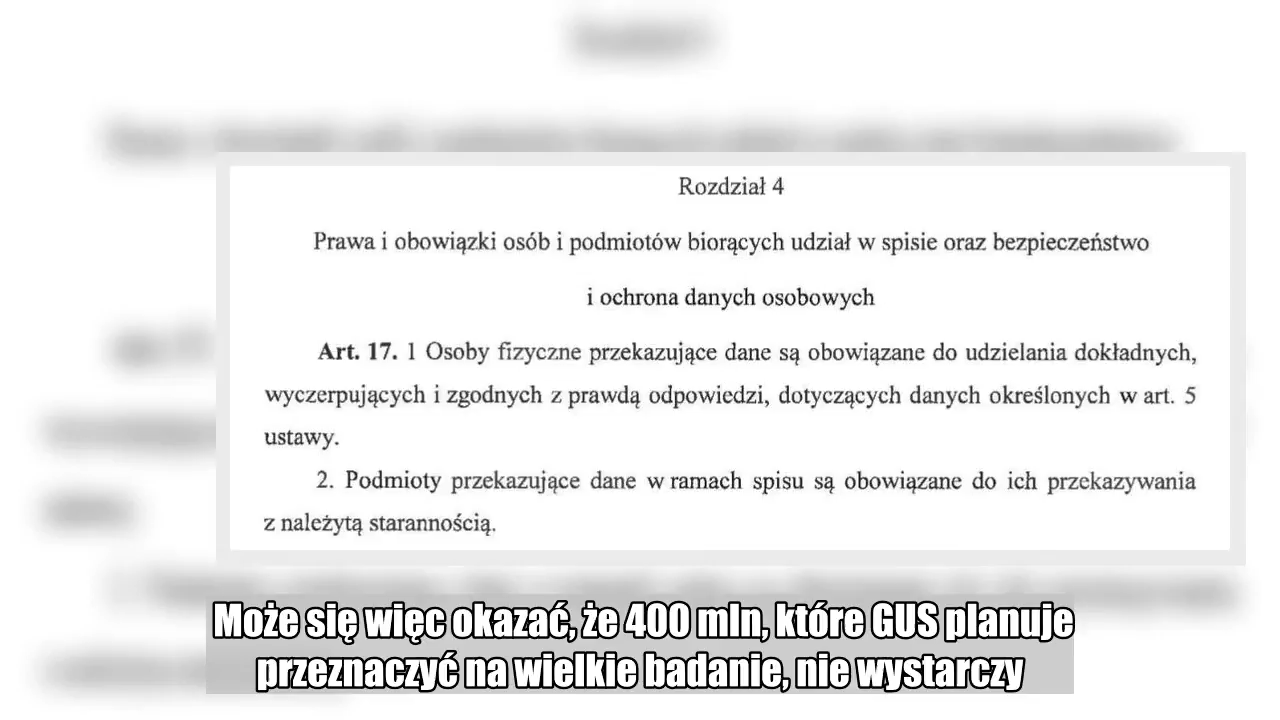 Rozdział 4
Prawa i obowiązki osób i podmiotów biorących udział w spisie oraz bezpieczeństwo
i ochrona danych osobowych
Art. 17. 1 Osoby fizyczne przekazujące dane są obowiązane do udzielania dokładnych,
wyczerpujących i zgodnych z prawdą odpowiedzi, dotyczących danych określonych w art. 5
ustawy.
2. Podmioty przekazujące dane w ramach spisu są obowiązane do ich przekazywania
z należytą starannością.
Może się więc okazać, że 400 mln, które GUS planuje
przeznaczyć na wielkie badanie, nie wystarczy